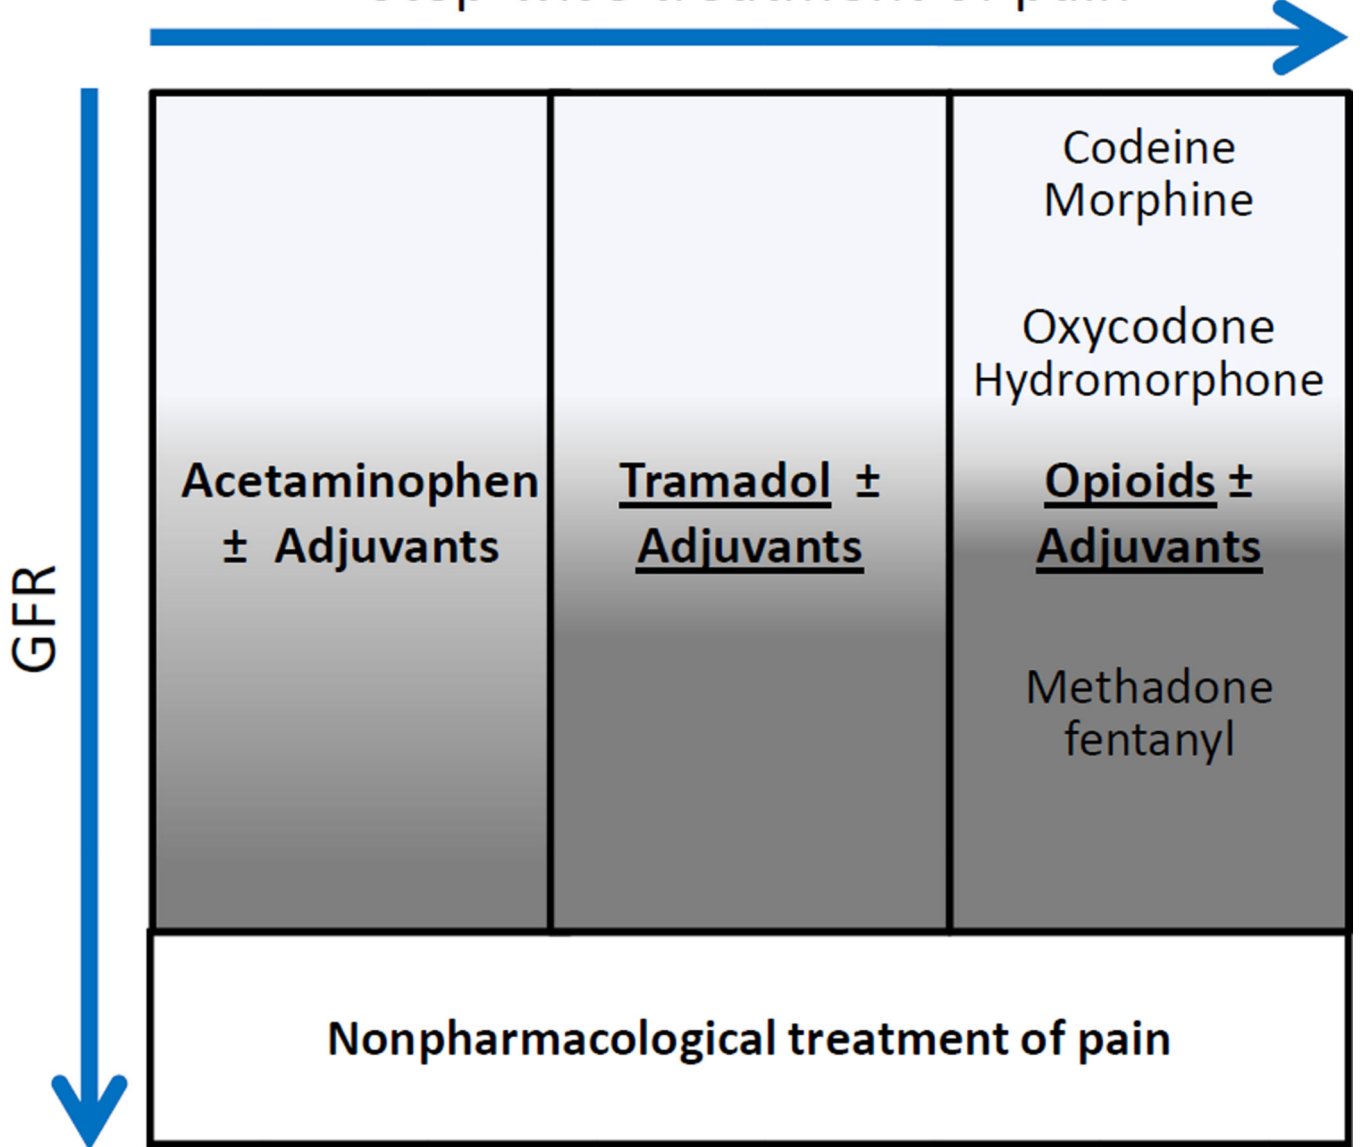 GFR
Codeine
Morphine
Oxycodone
Hydromorphone
Acetaminophen
± Adjuvants
Tramadol ±
Adjuvants
Opioids ±
Adjuvants
Methadone
fentanyl
Nonpharmacological treatment of pain